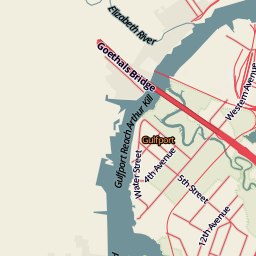 Elizabeth River
Goethals Bridge
Gulfport Reach Arthur Kill
Western Avenue
Gulfport
Water Street
4th Avenue
5th Street
12th Avenue